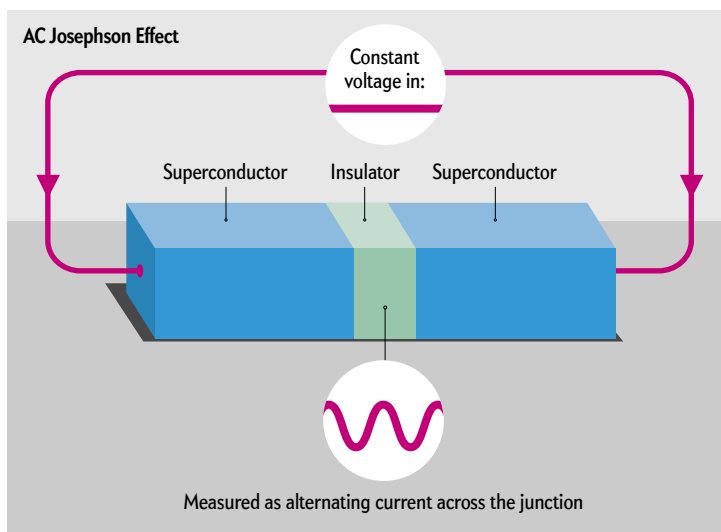 AC Josephson Effect
Constant
voltage in:
Superconductor
Insulator
Superconductor
Measured as alternating current across the junction